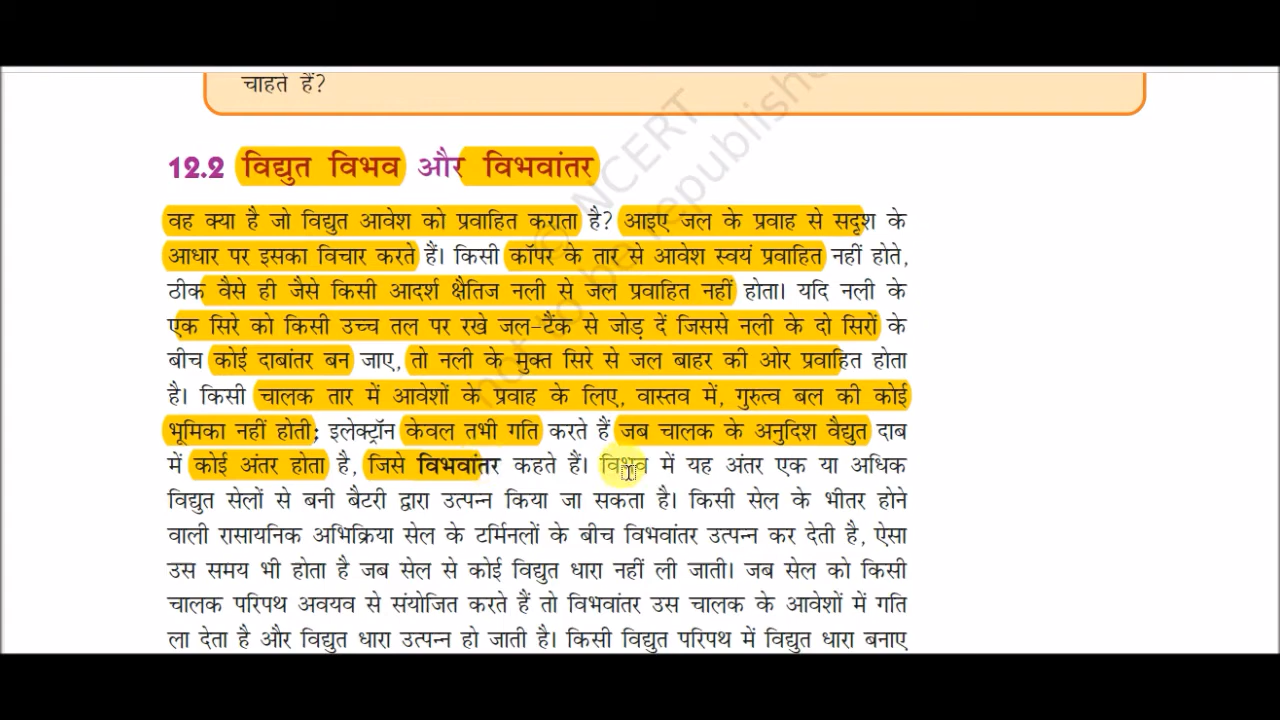 चाहते हैं?
12.2 विद्युत विभव और विभवांतर
वह क्या है जो विद्युत आवेश को प्रवाहित कराता है? आइए जल के प्रवाह से सदृश के
आधार पर इसका विचार करते हैं। किसी कॉपर के तार से आवेश स्वयं प्रवाहित नहीं होते,
ठीक वैसे ही जैसे किसी आदर्श क्षैतिज नली से जल प्रवाहित नहीं होता। यदि नली के
एक सिरे को किसी उच्च तल पर रखे जल-टैंक से जोड़ दें जिससे नली के दो सिरों के
बीच कोई दाबांतर बन जाए, तो नली के मुक्त सिरे से जल बाहर की ओर प्रवाहित होता
है। किसी चालक तार में आवेशों के प्रवाह के लिए, वास्तव में, गुरुत्व बल की कोई
भूमिका नहीं होती; इलेक्ट्रॉन केवल तभी गति करते हैं जब चालक के अनुदिश वैद्युत दाब
में कोई अंतर होता है, जिसे विभवांतर कहते हैं। विभव में यह अंतर एक या अधिक
विद्युत सेलों से बनी बैटरी द्वारा उत्पन्न किया जा सकता है। किसी सेल के भीतर होने
वाली रासायनिक अभिक्रिया सेल के टर्मिनलों के बीच विभवांतर उत्पन्न कर देती है, ऐसा
उस समय भी होता है जब सेल से कोई विद्युत धारा नहीं ली जाती। जब सेल को किसी
चालक परिपथ अवयव से संयोजित करते हैं तो विभवांतर उस चालक के आवेशों में गति
ला देता है और विद्युत धारा उत्पन्न हो जाती है। किसी विद्युत परिपथ में विद्युत धारा बनाए
© NCERT
not to be republishe